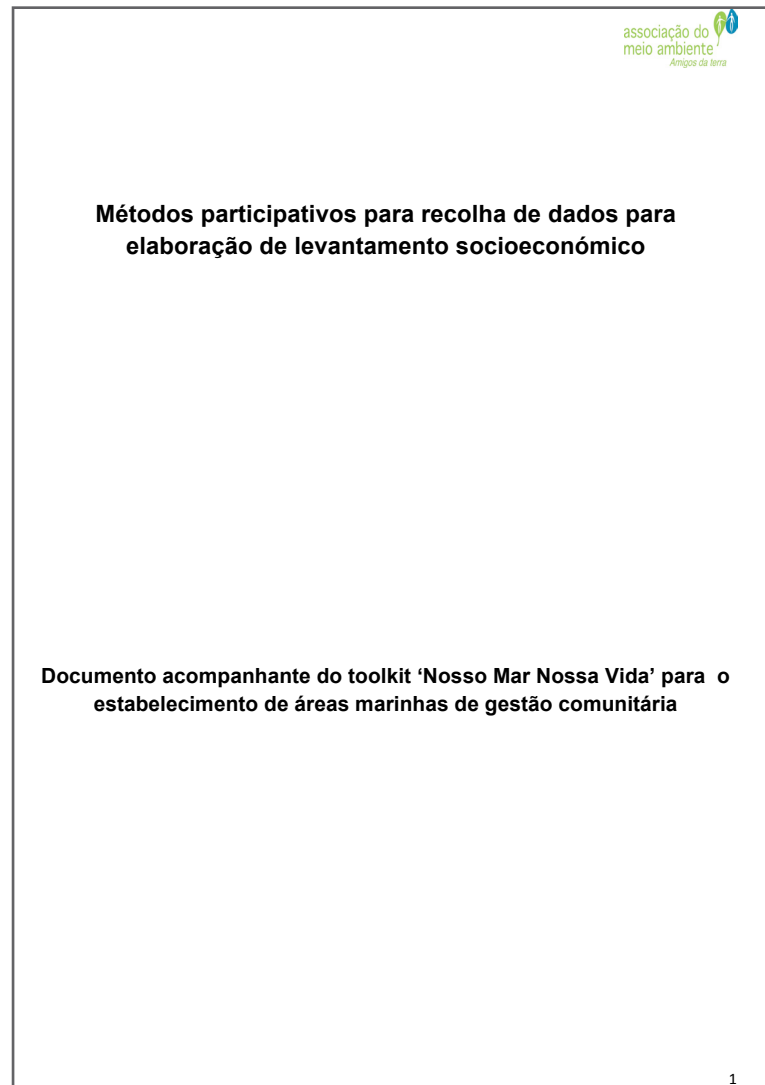 associação do
meio ambiente
Amigos da terra
Métodos participativos para recolha de dados para
elaboração de levantamento socioeconómico
Documento acompanhante do toolkit ‘Nosso Mar Nossa Vida’ para  o
estabelecimento de áreas marinhas de gestão comunitária
1